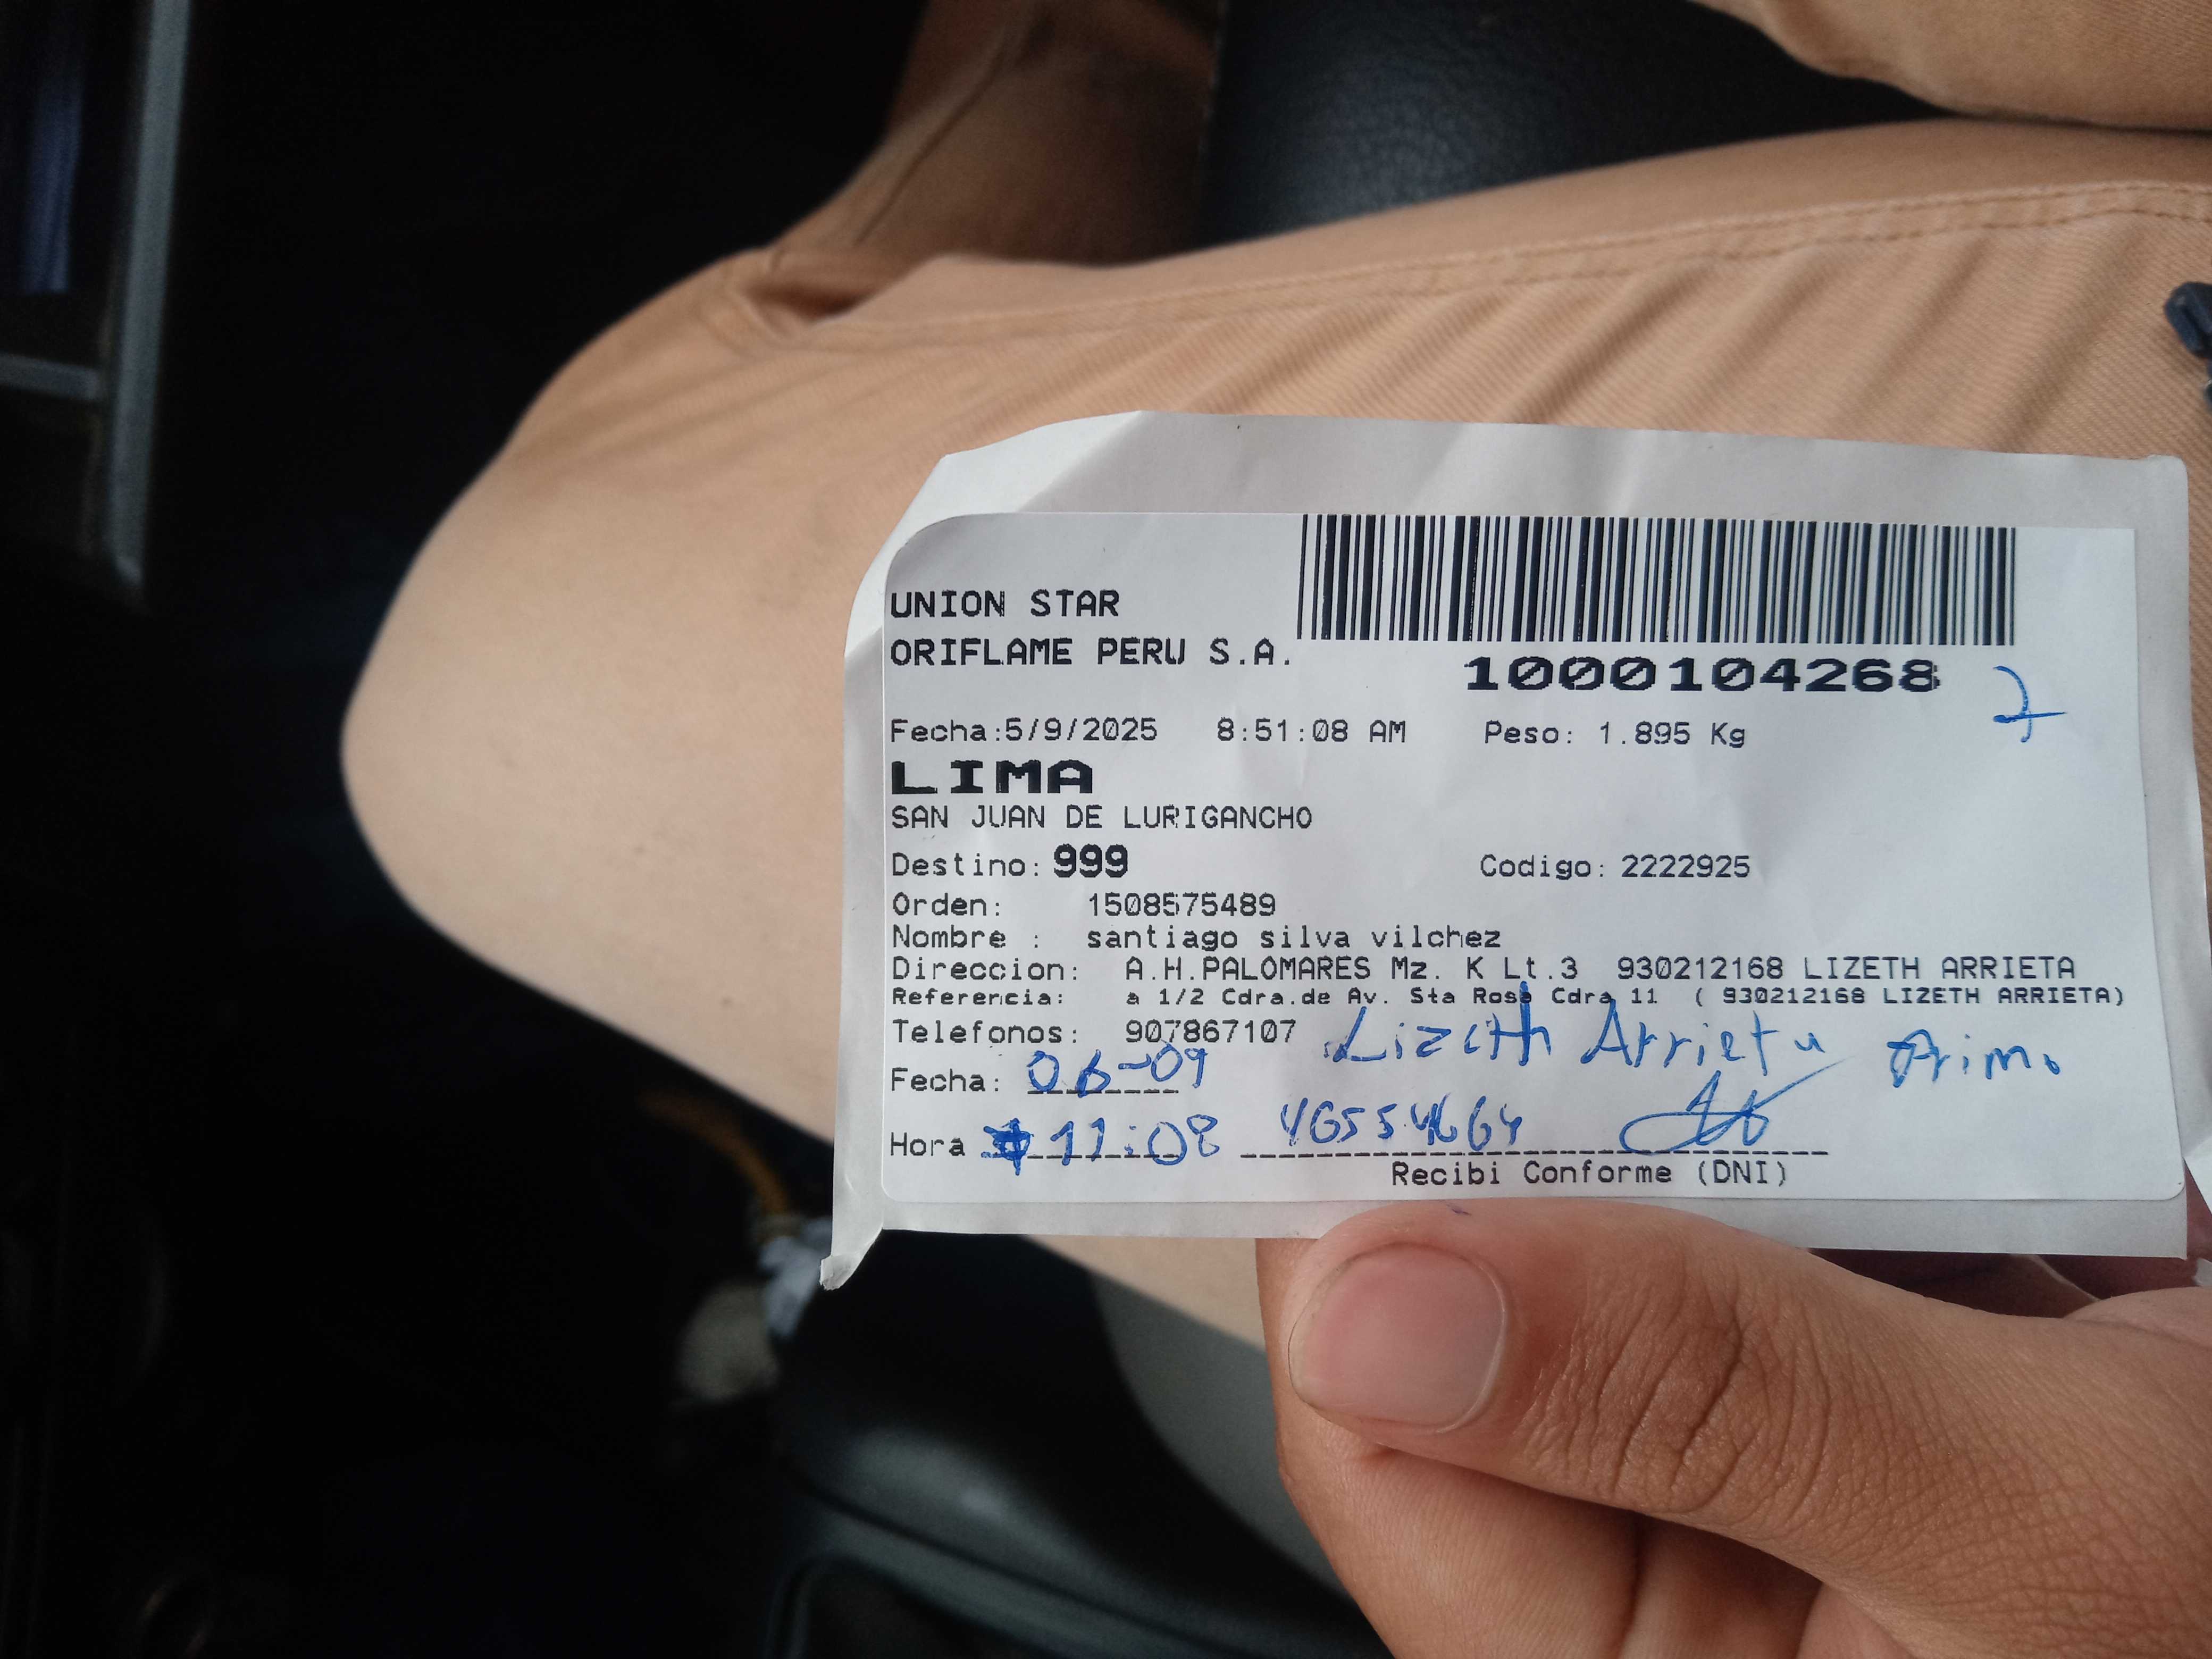 UNION STAR
ORIFLAME PERU S.A.
1000104268 7
Fecha:5/9/2025 8:51:08 AM Peso: 1.895 Kg
LIMA
SAN JUAN DE LURIGANCHO
Destino: 999 Codigo: 2222925
Orden: 1508575489
Nombre : santiago silva vilchez
Direccion: A.H.PALOMARES Mz. K Lt.3 930212168 LIZETH ARRIETA
Referencia: a 1/2 Cdra.de Av. Sta Rosa Cdra 11 ( 930212168 LIZETH ARRIETA)
Telefonos: 907867107 Lizeth Arrieta
Fecha: 06-09
Hora 11:08
Recibi Conforme (DNI)